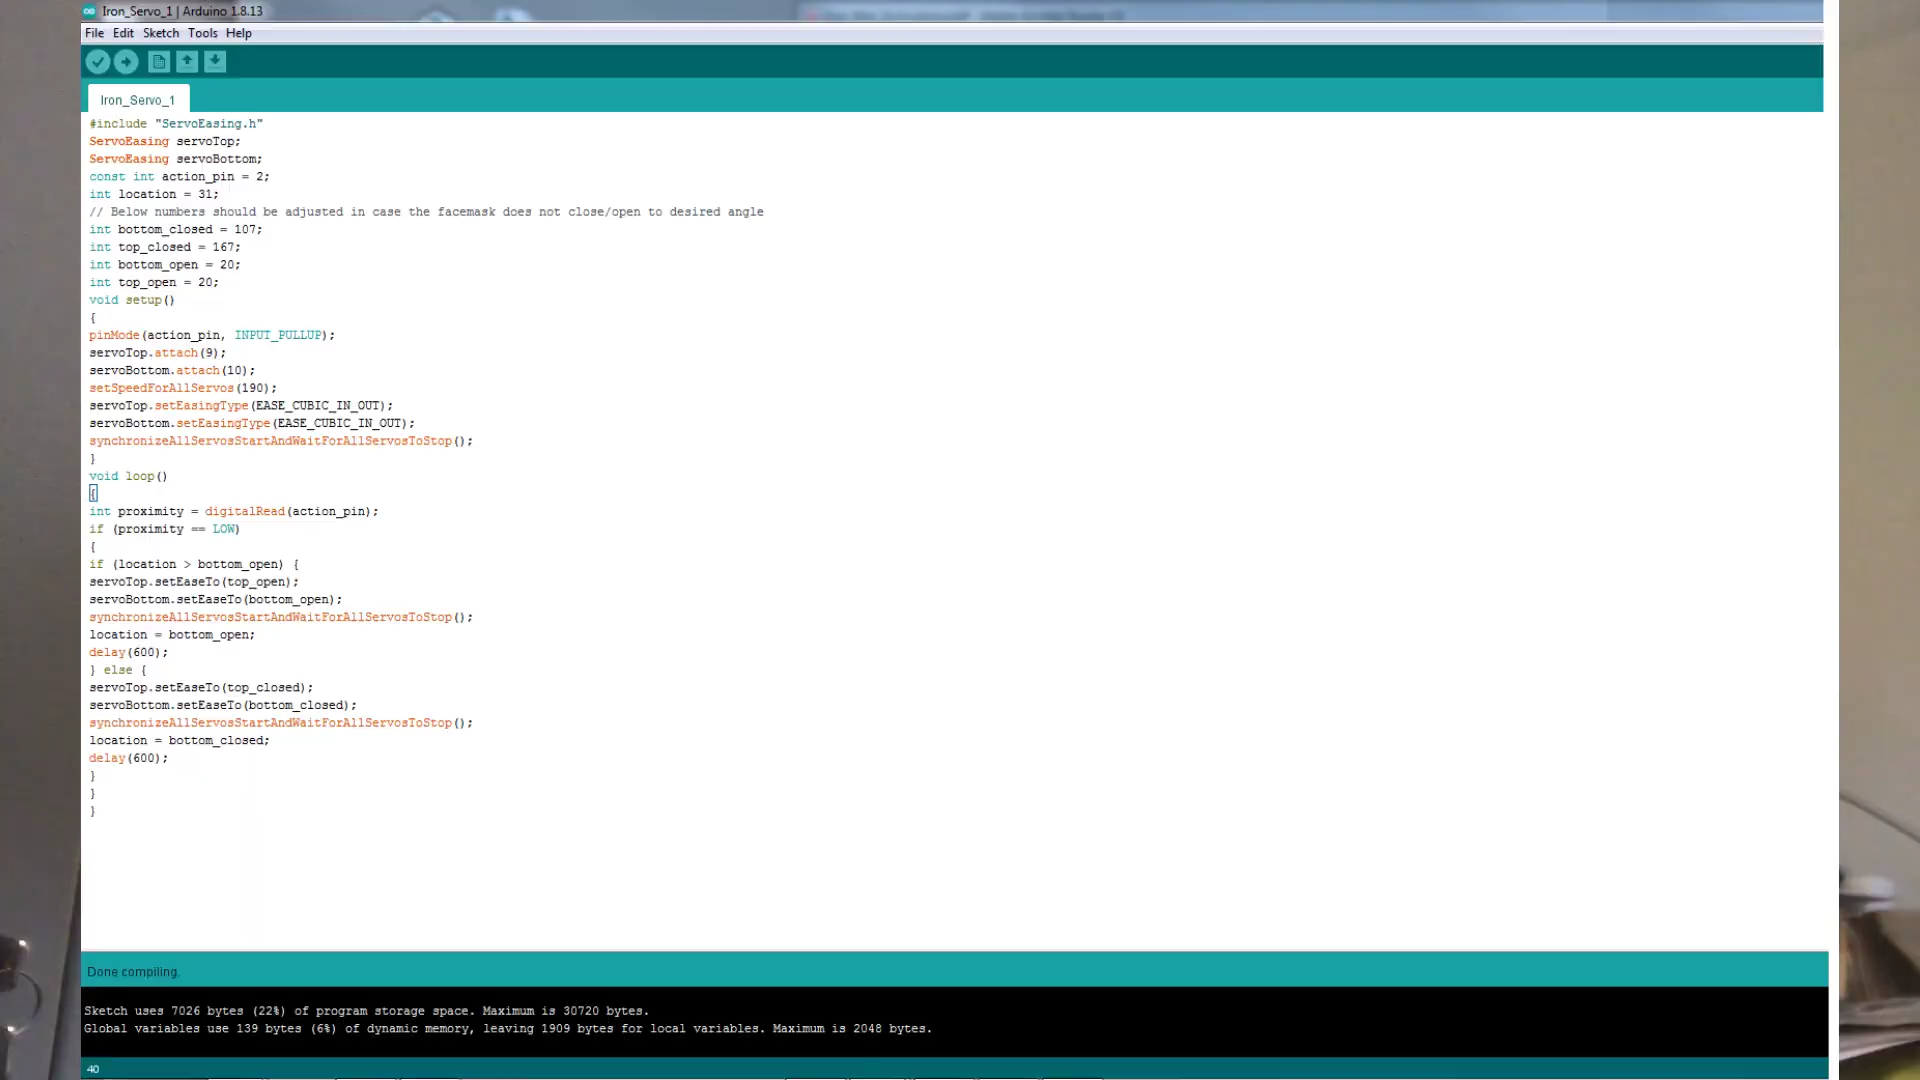 Iron_Servo_1 | Arduino 1.8.13
File Edit Sketch Tools Help
Iron_Servo_1
#include "ServoEasing.h"
ServoEasing servoTop;
ServoEasing servoBottom;
const int action_pin = 2;
int location = 31;
// Below numbers should be adjusted in case the facemask does not close/open to desired angle
int bottom_closed = 107;
int top_closed = 167;
int bottom_open = 20;
int top_open = 20;
void setup()
{
pinMode(action_pin, INPUT_PULLUP);
servoTop.attach(9);
servoBottom.attach(10);
setSpeedForAllServos(190);
servoTop.setEasingType(EASE_CUBIC_IN_OUT);
servoBottom.setEasingType(EASE_CUBIC_IN_OUT);
synchronizeAllServosStartAndWaitForAllServosToStop();
}
void loop()
{
int proximity = digitalRead(action_pin);
if (proximity == LOW)
{
if (location > bottom_open) {
servoTop.setEaseTo(top_open);
servoBottom.setEaseTo(bottom_open);
synchronizeAllServosStartAndWaitForAllServosToStop();
location = bottom_open;
delay(600);
} else {
servoTop.setEaseTo(top_closed);
servoBottom.setEaseTo(bottom_closed);
synchronizeAllServosStartAndWaitForAllServosToStop();
location = bottom_closed;
delay(600);
}
}
}
Done compiling.
Sketch uses 7026 bytes (22%) of program storage space. Maximum is 30720 bytes.
Global variables use 139 bytes (6%) of dynamic memory, leaving 1909 bytes for local variables. Maximum is 2048 bytes.
40